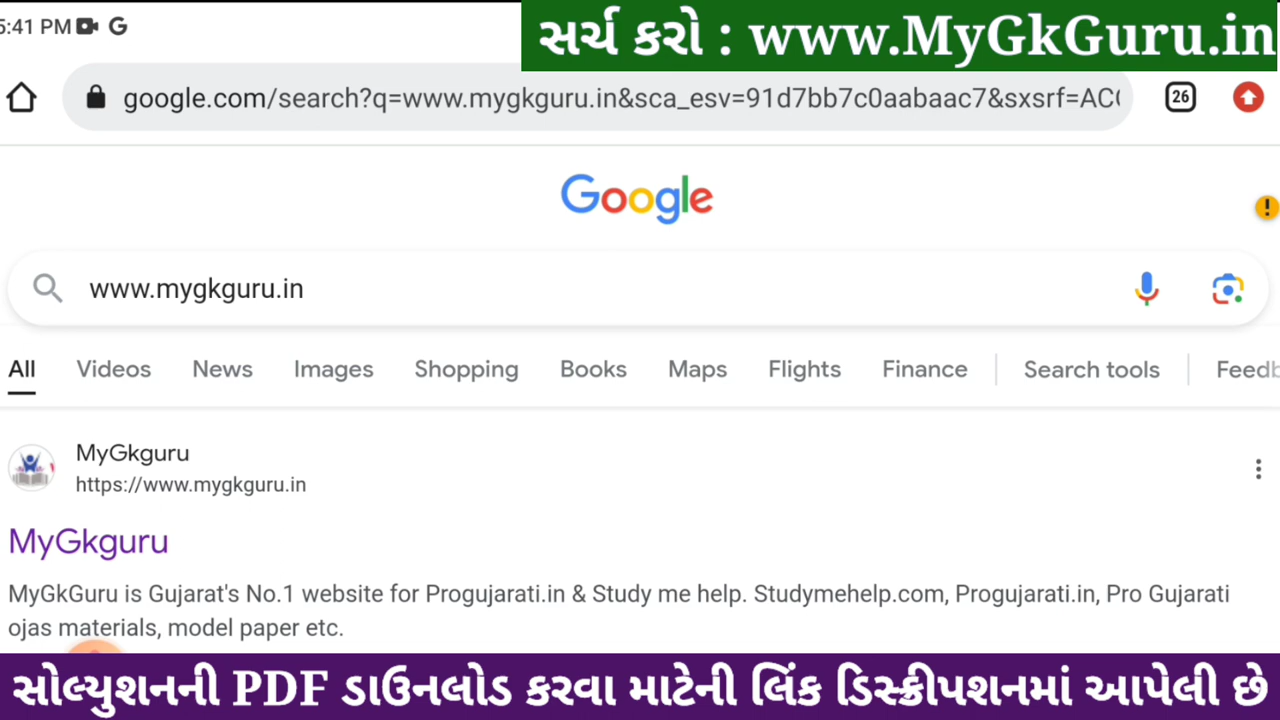 5:41 PM
સર્ચ કરો : www.MyGkGuru.in
google.com/search?q=www.mygkguru.in&sca_esv=91d7bb7c0aabaac7&sxsrf=AC
26
Google
www.mygkguru.in
All Videos News Images Shopping Books Maps Flights Finance Search tools Feedb
MyGkguru
https://www.mygkguru.in
MyGkguru
MyGkGuru is Gujarat's No.1 website for Progujarati.in & Study me help. Studymehelp.com, Progujarati.in, Pro Gujarati
ojas materials, model paper etc.
સોલ્યુશનની PDF ડાઉનલોડ કરવા માટેની લિંક ડિસ્ક્રીપશનમાં આપેલી છે